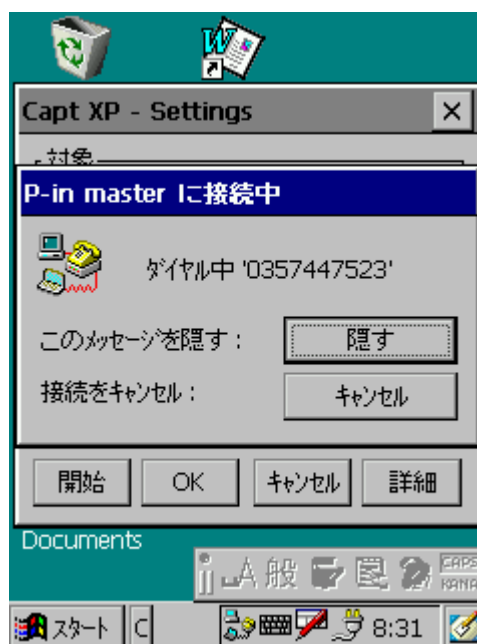 Capt XP - Settings
対象
P-in master に接続中
ﾀﾞｲﾔﾙ中 '0357447523'
このﾒｯｾｰｼﾞを隠す :
隠す
接続をｷｬﾝｾﾙ :
ｷｬﾝｾﾙ
開始
OK
ｷｬﾝｾﾙ
詳細
Documents
A 般
CAPS
KANA
ｽﾀｰﾄ
C
8:31